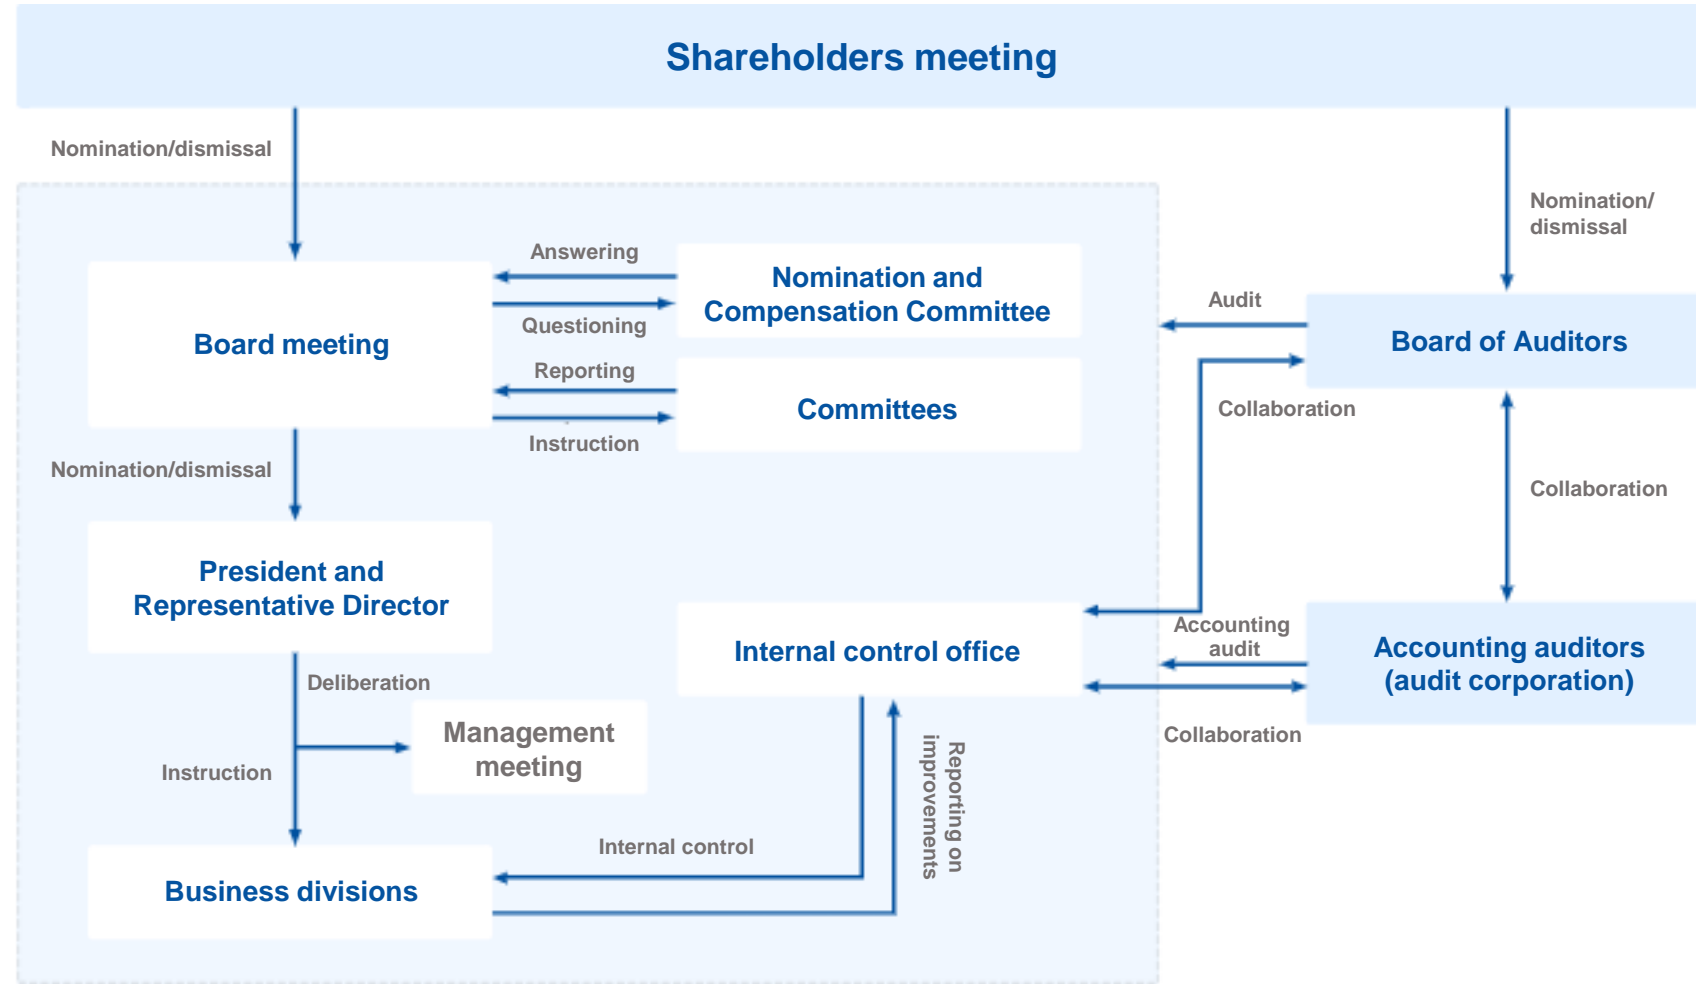 Shareholders meeting
Nomination/dismissal
Nomination/
dismissal
Answering
Nomination and
Compensation Committee
Questioning
Board meeting
Reporting
Committees
Instruction
Audit
Board of Auditors
Collaboration
Nomination/dismissal
Collaboration
President and
Representative Director
Internal control office
Accounting
audit
Accounting auditors
(audit corporation)
Collaboration
Deliberation
Management
meeting
Instruction
Reporting on
improvements
Internal control
Business divisions